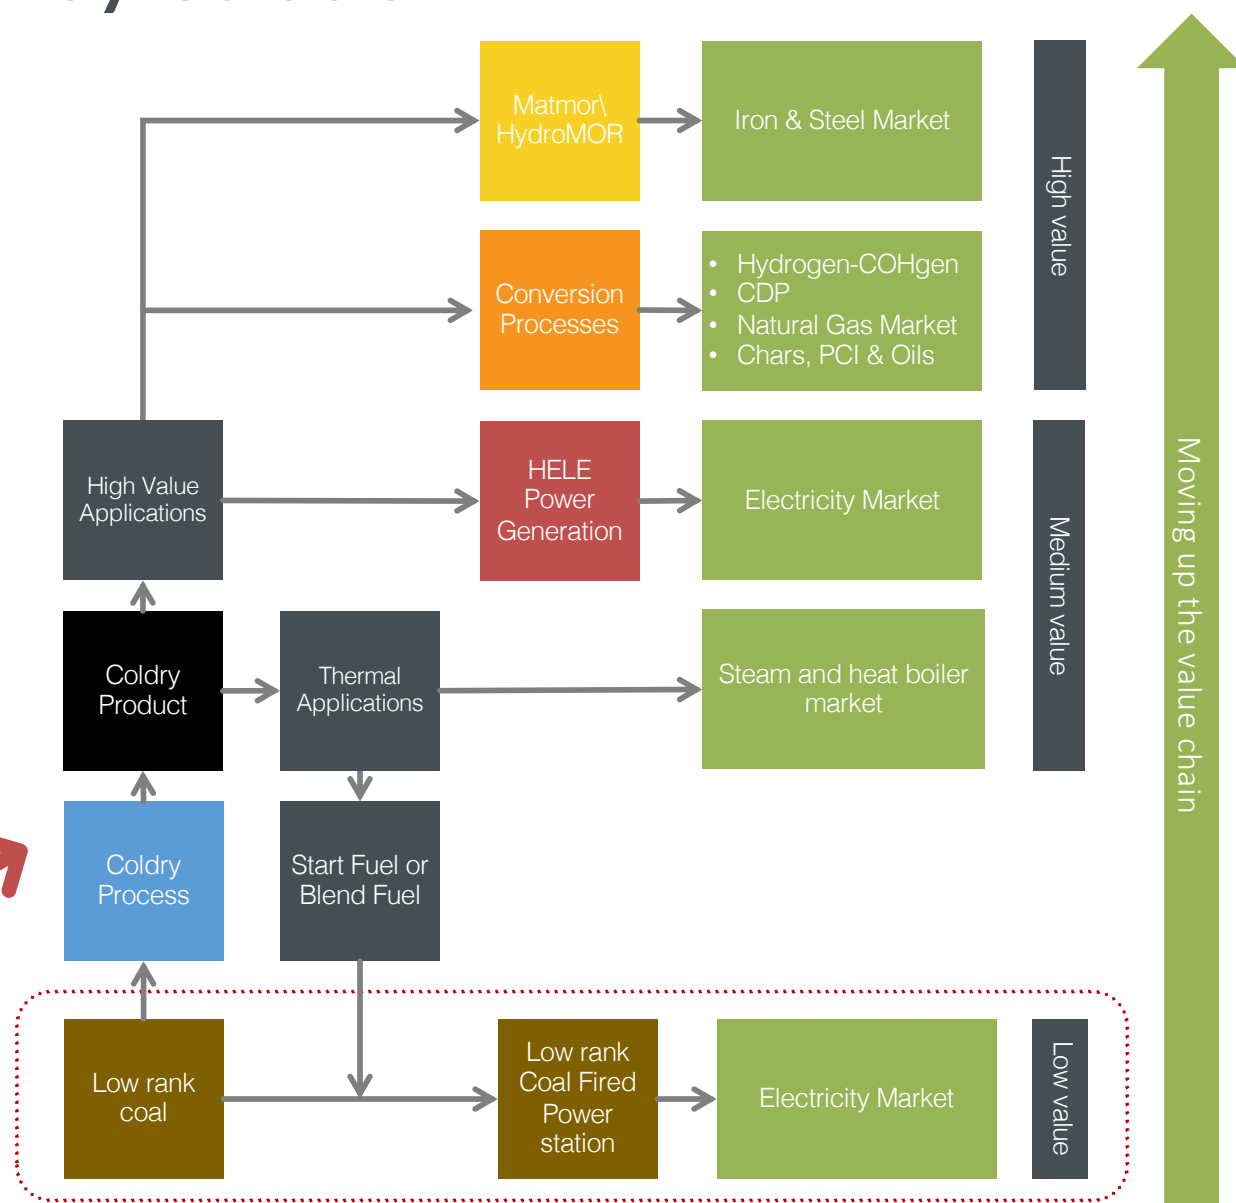 Matmor\
HydroMOR
Iron & Steel Market
High value
Conversion
Processes
• Hydrogen-COHgen
• CDP
• Natural Gas Market
• Chars, PCI & Oils
High Value
Applications
HELE
Power
Generation
Electricity Market
Medium value
Moving up the value chain
Coldry
Product
Thermal
Applications
Steam and heat boiler
market
Coldry
Process
Start Fuel or
Blend Fuel
Low rank
coal
Low rank
Coal Fired
Power
station
Electricity Market
Low value